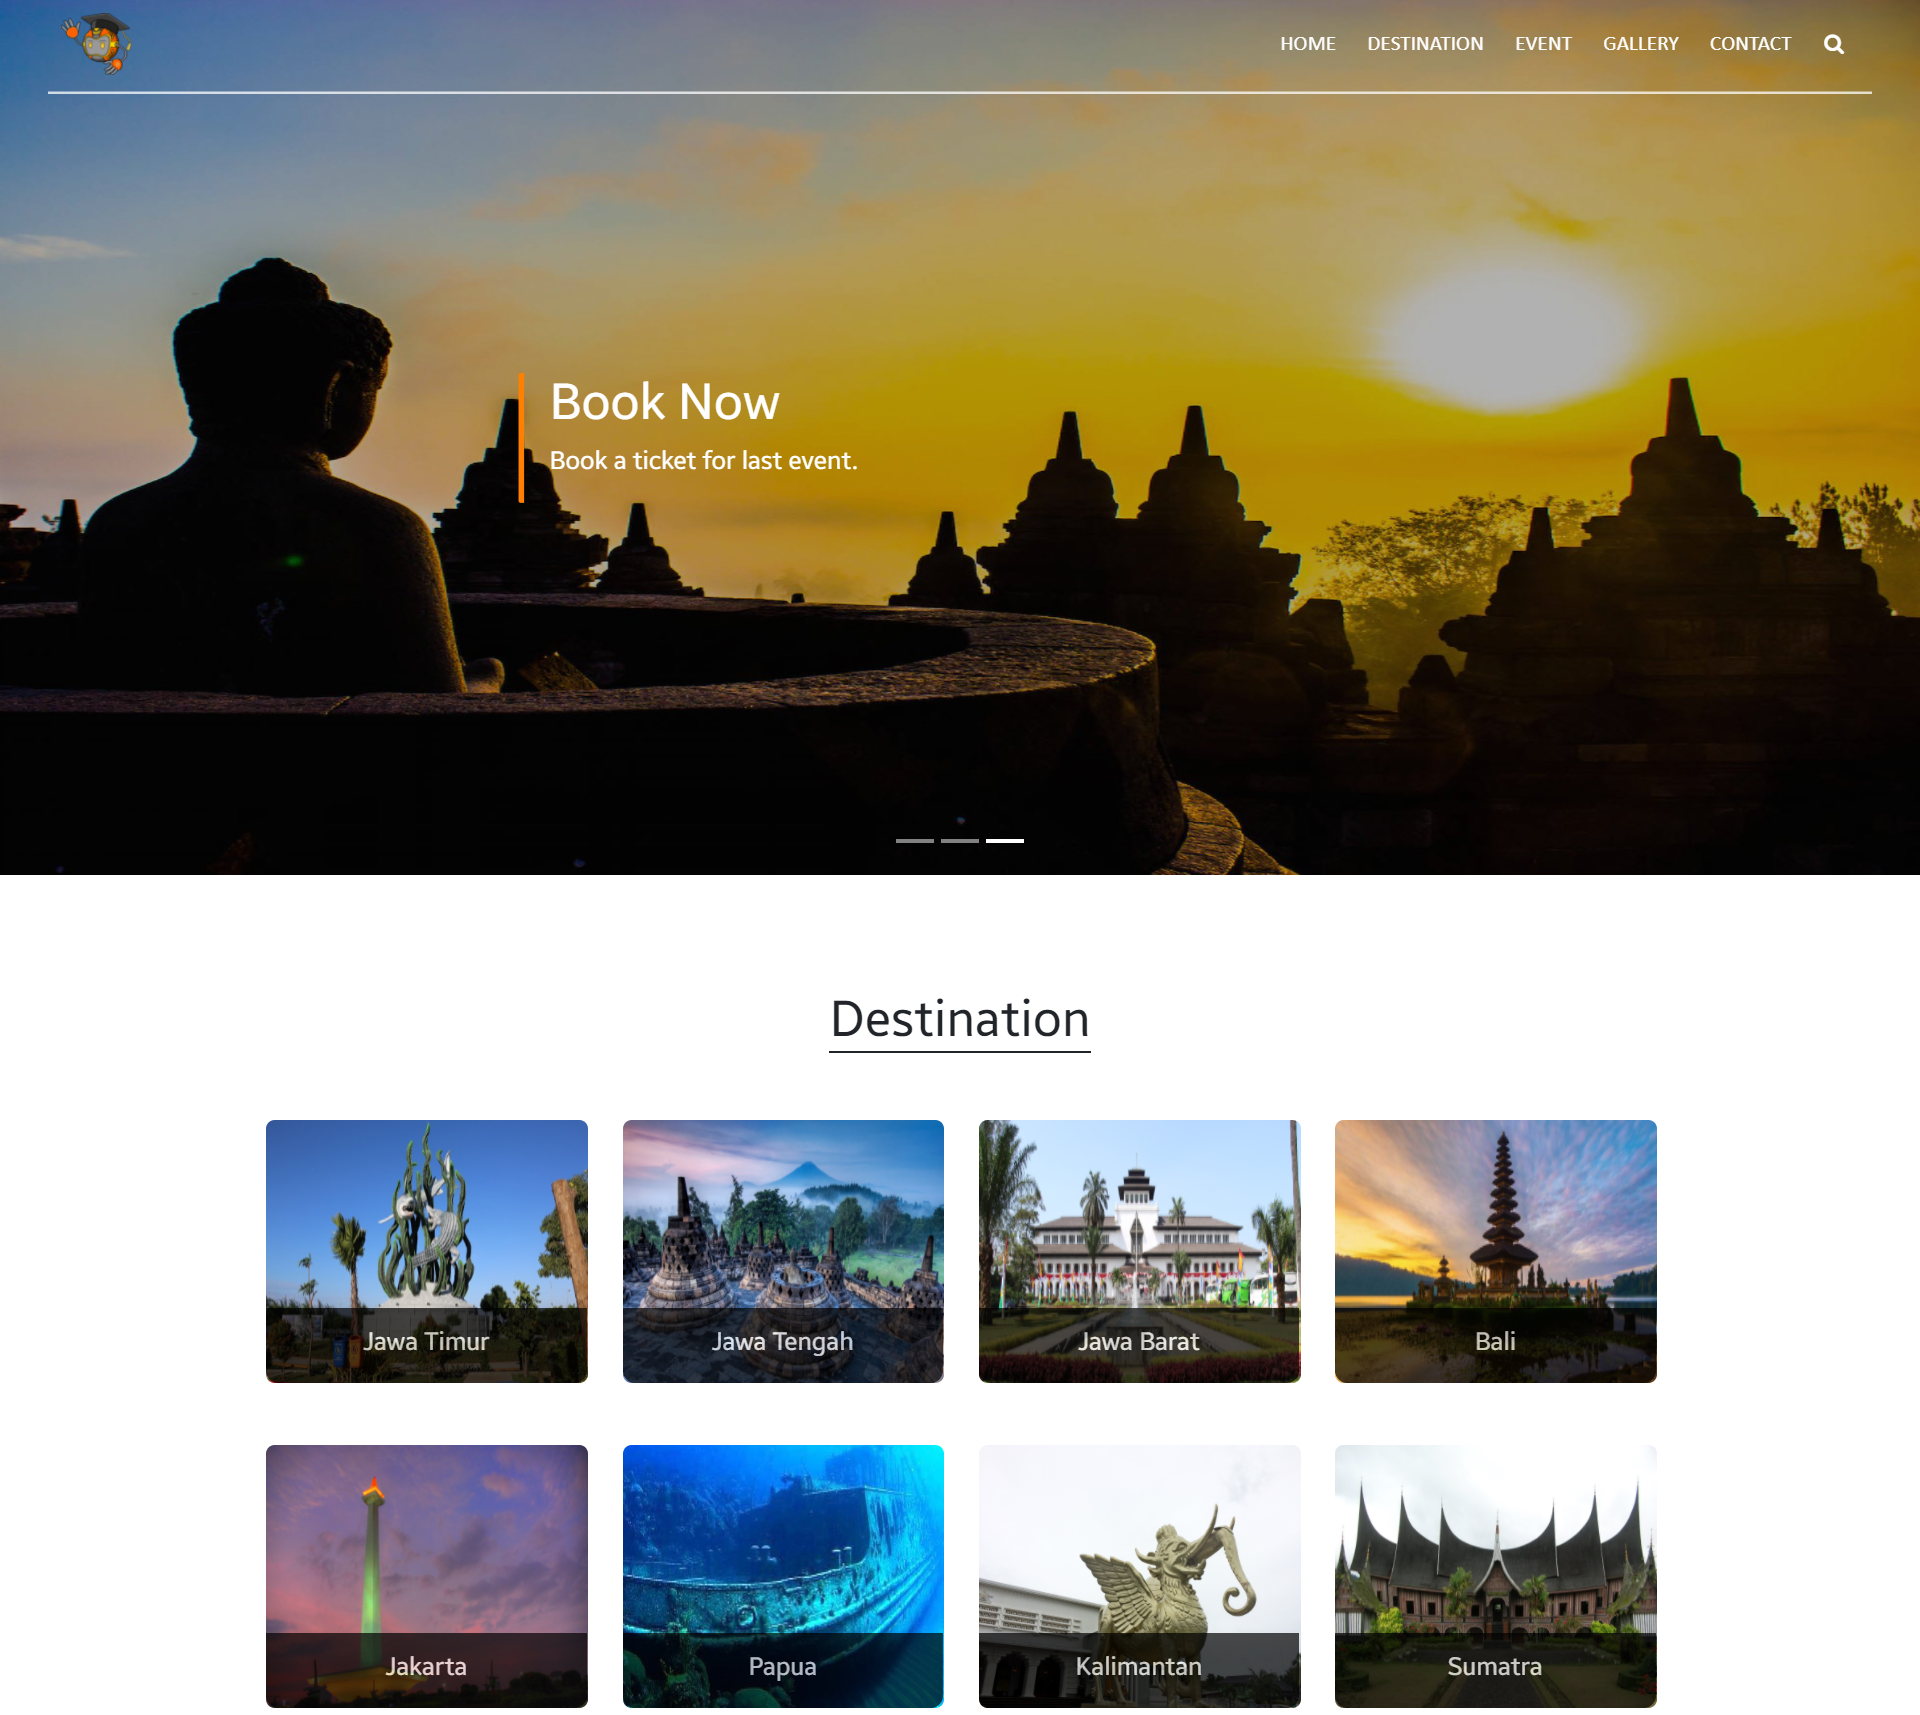 HOME DESTINATION EVENT GALLERY CONTACT
Book Now
Book a ticket for last event.
Destination
Jawa Timur
Jawa Tengah
Jawa Barat
Bali
Jakarta
Papua
Kalimantan
Sumatra